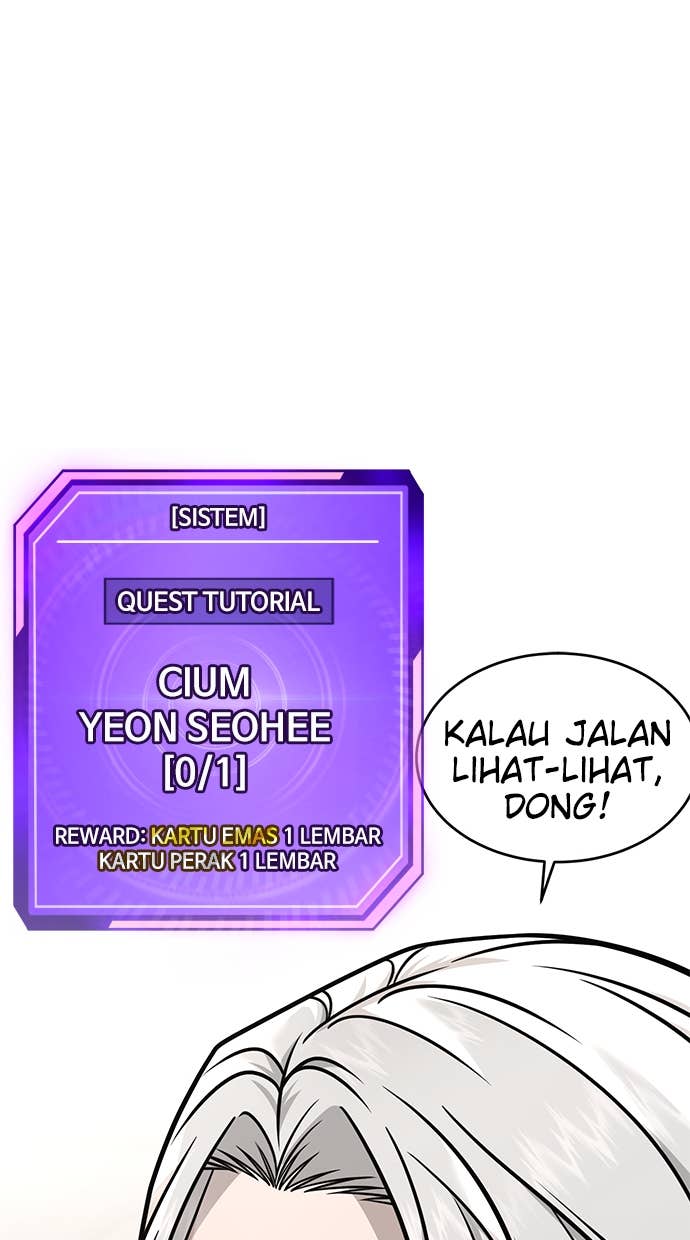 [SISTEM]
QUEST TUTORIAL
CIUM
YEON SEOHEE
[0/1]
REWARD: KARTU EMAS 1 LEMBAR
KARTU PERAK 1 LEMBAR
KALAU JALAN
LIHAT-LIHAT,
DONG!